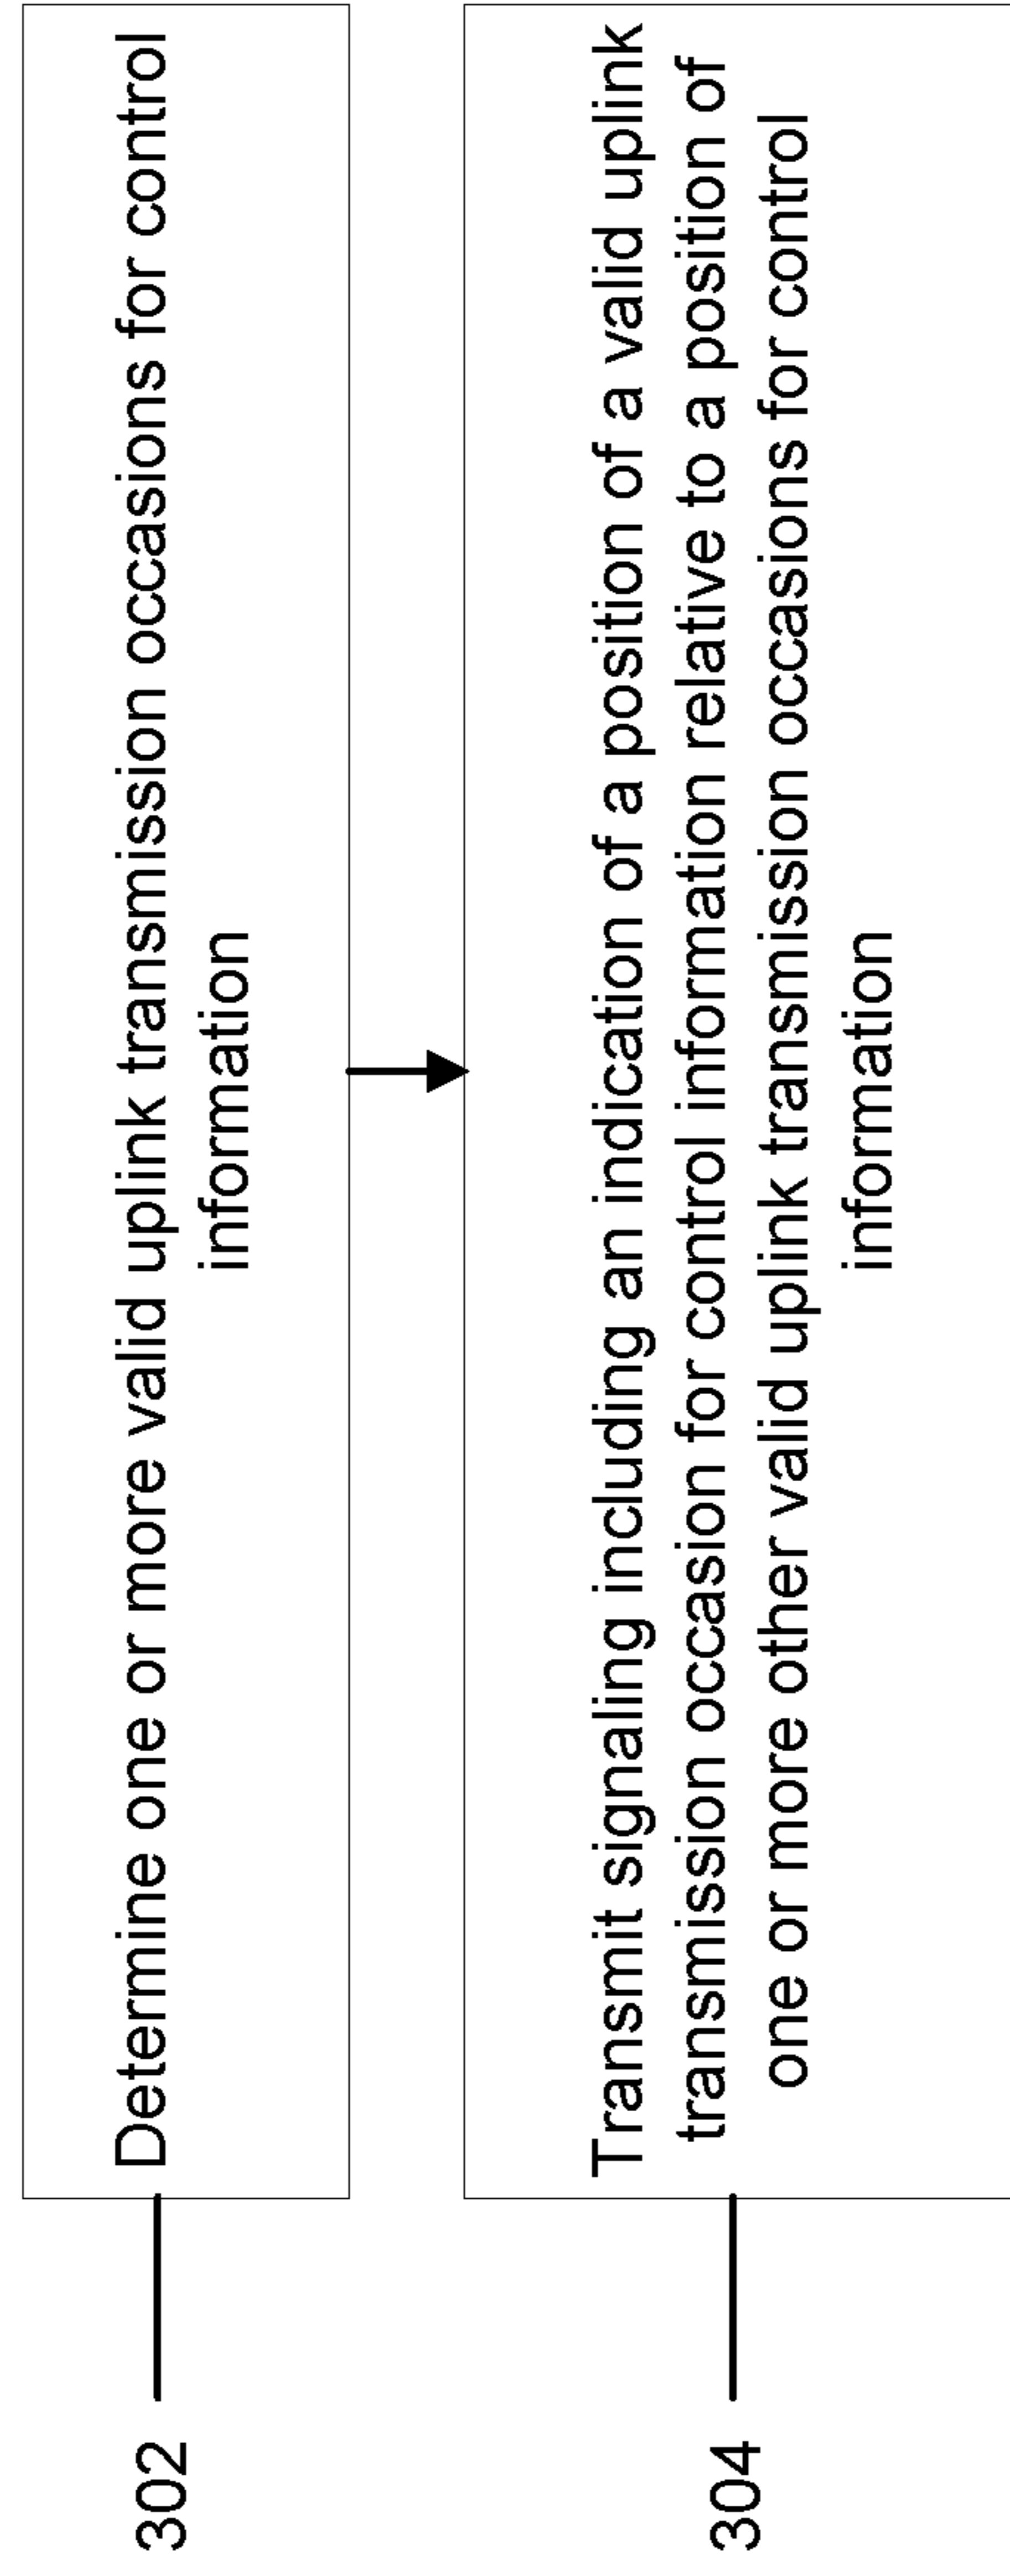 302
Determine one or more valid uplink transmission occasions for control
information
304
Transmit signaling including an indication of a position of a valid uplink
transmission occasion for control information relative to a position of
one or more other valid uplink transmission occasions for control
information